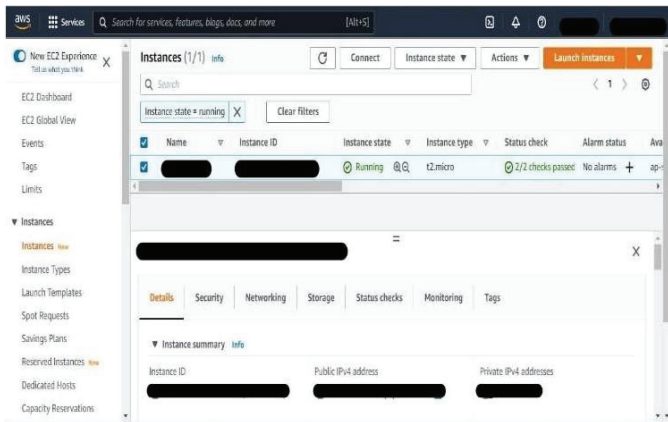 aws Services Search for services, features, blogs, docs, and more [Alt+S]
New EC2 Experience X
Tell us what you think
EC2 Dashboard
EC2 Global View
Events
Tags
Limits
Instances
Instances New
Instance Types
Launch Templates
Spot Requests
Savings Plans
Reserved Instances New
Dedicated Hosts
Capacity Reservations
Instances (1/1) Info Connect Instance state Actions Launch instances
Search 1
Instance state = running X Clear filters
Name Instance ID Instance state Instance type Status check Alarm status Ava
Running t2.micro 2/2 checks passed No alarms + ap-s
X
Details Security Networking Storage Status checks Monitoring Tags
Instance summary Info
Instance ID Public IPv4 address Private IPv4 addresses